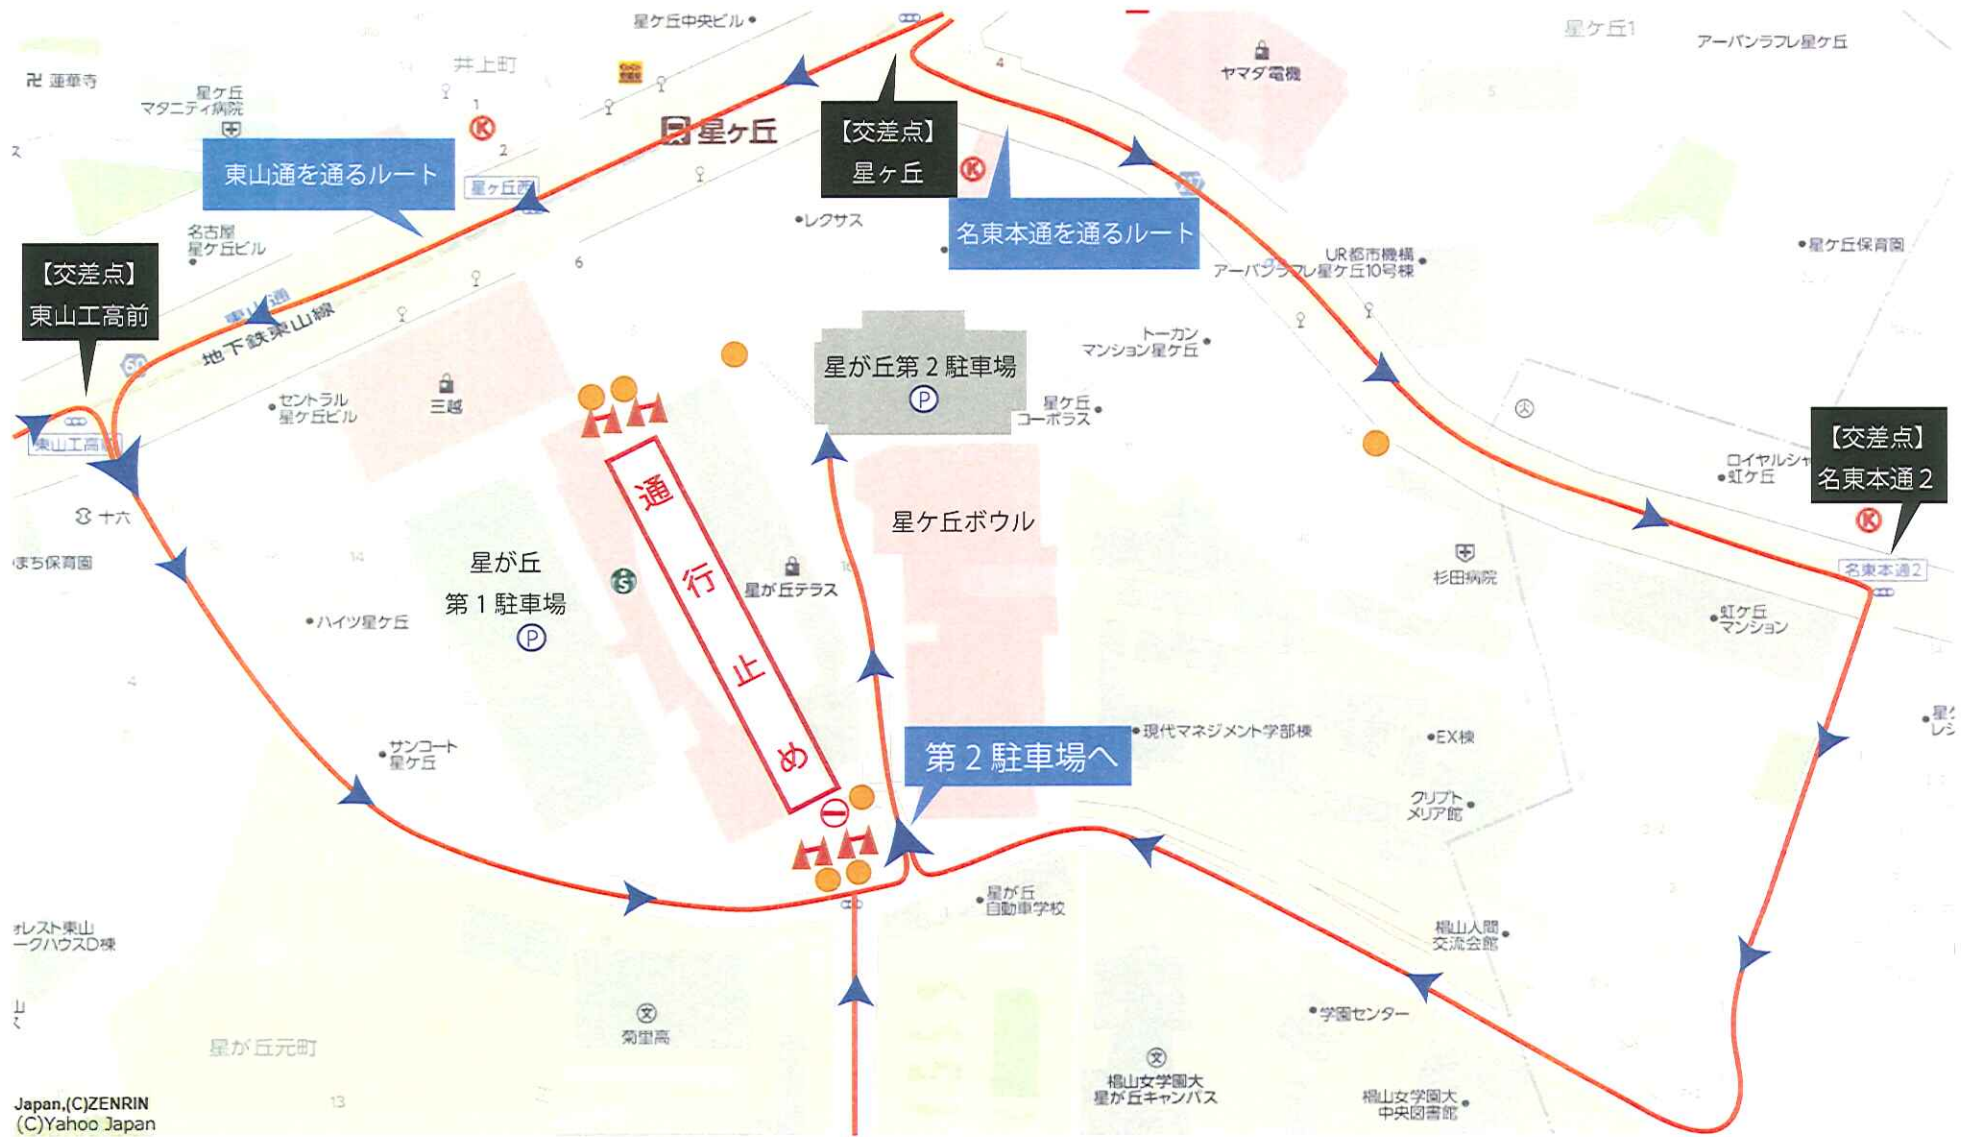 星ケ丘中央ビル
星ケ丘1
アーバンラフレ星ケ丘
蓮華寺
井上町
ヤマダ電機
星ケ丘
マタニティ病院
K
1
2
4
5
星ヶ丘
【交差点】
星ヶ丘
K
東山通を通るルート
レクサス
名東本通を通るルート
名古屋
星ケ丘ビル
UR都市機構
アーバンラフレ星ケ丘10号棟
星ケ丘保育園
6
【交差点】
東山工高前
東山通
地下鉄東山線
60
トーカン
マンション星ケ丘
星が丘第2駐車場
P
セントラル
星ケ丘ビル
三越
星ケ丘
コーポラス
【交差点】
名東本通2
東山工高前
ロイヤルシャ
虹ケ丘
K
通行止め
十六
星ケ丘ボウル
まち保育園
14
星が丘
第1駐車場
P
S
星が丘テラス
16
杉田病院
名東本通2
虹ケ丘
マンション
ハイツ星ケ丘
4
サンコート
星ケ丘
第2駐車場へ
現代マネジメント学部棟
EX棟
クリプト
メリア館
星が丘
自動車学校
ォレスト東山
ークハウスD棟
椙山人間
交流会館
菊里高
学園センター
星が丘元町
椙山女学園大
星が丘キャンパス
椙山女学園大
中央図書館
13
Japan,(C)ZENRIN
(C)Yahoo Japan